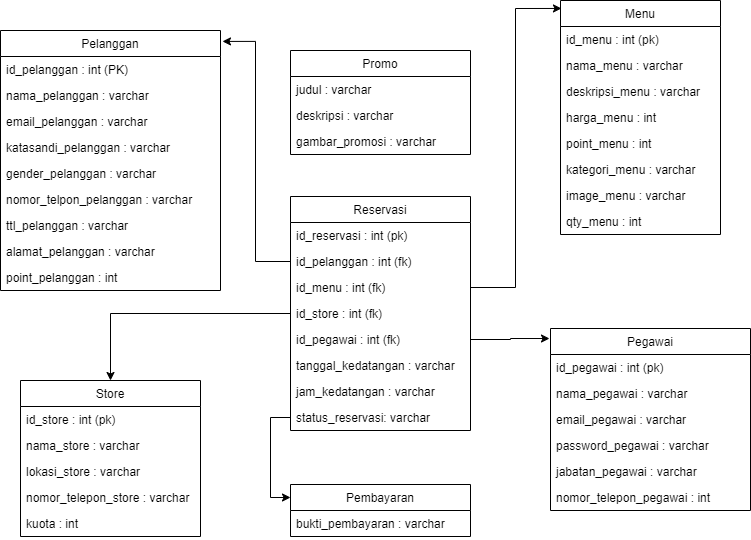 Pelanggan
id_pelanggan : int (PK)
nama_pelanggan : varchar
email_pelanggan : varchar
katasandi_pelanggan : varchar
gender_pelanggan : varchar
nomor_telpon_pelanggan : varchar
ttl_pelanggan : varchar
alamat_pelanggan : varchar
point_pelanggan : int
Promo
judul : varchar
deskripsi : varchar
gambar_promosi : varchar
Menu
id_menu : int (pk)
nama_menu : varchar
deskripsi_menu : varchar
harga_menu : int
point_menu : int
kategori_menu : varchar
image_menu : varchar
qty_menu : int
Reservasi
id_reservasi : int (pk)
id_pelanggan : int (fk)
id_menu : int (fk)
id_store : int (fk)
id_pegawai : int (fk)
tanggal_kedatangan : varchar
jam_kedatangan : varchar
status_reservasi: varchar
Store
id_store : int (pk)
nama_store : varchar
lokasi_store : varchar
nomor_telepon_store : varchar
kuota : int
Pembayaran
bukti_pembayaran : varchar
Pegawai
id_pegawai : int (pk)
nama_pegawai : varchar
email_pegawai : varchar
password_pegawai : varchar
jabatan_pegawai : varchar
nomor_telepon_pegawai : int